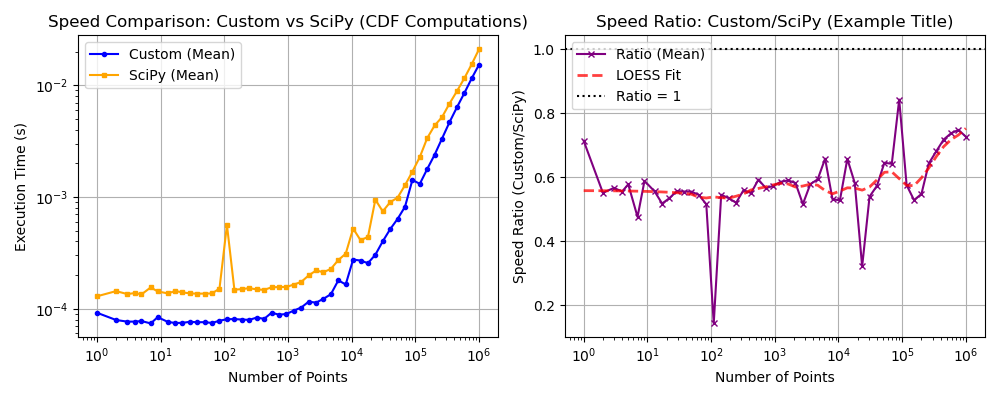 Speed Comparison: Custom vs SciPy (CDF Computations)
Custom (Mean)
SciPy (Mean)
Execution Time (s)
10⁻²
10⁻³
10⁻⁴
10⁰ 10¹ 10² 10³ 10⁴ 10⁵ 10⁶
Number of Points
Speed Ratio: Custom/SciPy (Example Title)
Ratio (Mean)
LOESS Fit
Ratio = 1
Speed Ratio (Custom/SciPy)
1.0
0.8
0.6
0.4
0.2
10⁰ 10¹ 10² 10³ 10⁴ 10⁵ 10⁶
Number of Points